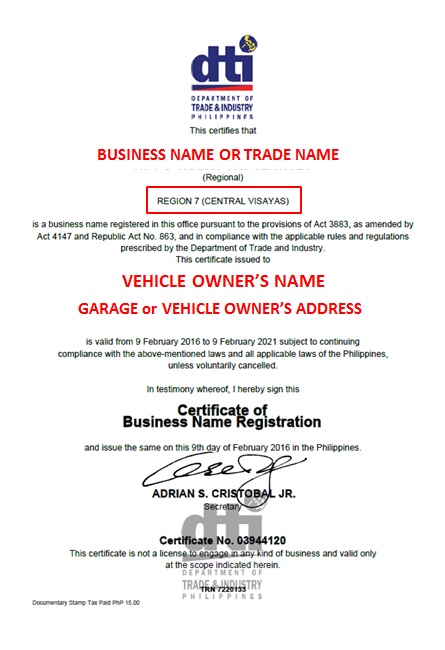 dti
DEPARTMENT OF
TRADE & INDUSTRY
PHILIPPINES
This certifies that
BUSINESS NAME OR TRADE NAME
(Regional)
REGION 7 (CENTRAL VISAYAS)
is a business name registered in this office pursuant to the provisions of Act 3883, as amended by
Act 4147 and Republic Act No. 863, and in compliance with the applicable rules and regulations
prescribed by the Department of Trade and Industry.
This certificate issued to
VEHICLE OWNER'S NAME
GARAGE or VEHICLE OWNER'S ADDRESS
is valid from 9 February 2016 to 9 February 2021 subject to continuing
compliance with the above-mentioned laws and all applicable laws of the Philippines,
unless voluntarily cancelled.
In testimony whereof, I hereby sign this
Certificate of
Business Name Registration
and issue the same on this 9th day of February 2016 in the Philippines.
ADRIAN S. CRISTOBAL JR.
Secretary
dti
Certificate No. 03944120
This certificate is not a license to engage in any kind of business and valid only
at the scope indicated herein.
DEPARTMENT OF
TRADE & INDUSTRY
TRN 7220133
PHILIPPINES
Documentary Stamp Tax Paid PhP 15.00